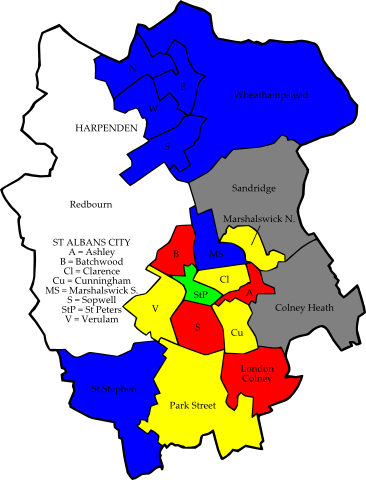 N
E
Wheathampstead
W
HARPENDEN
S
Sandridge
Redbourn
Marshalswick N.
ST ALBANS CITY
A = Ashley
B = Batchwood
Cl = Clarence
Cu = Cunningham
MS = Marshalswick S.
S = Sopwell
StP = St Peters
V = Verulam
B
MS
Cl
StP
A
V
Colney Heath
S
Cu
London
Colney
St Stephen
Park Street